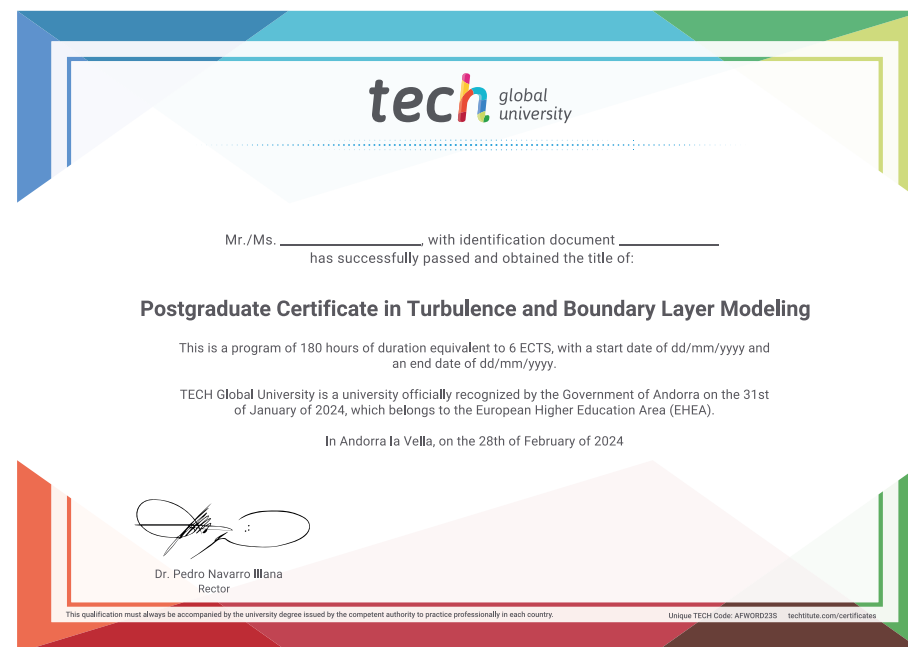 tech global
university
Mr./Ms. ____________, with identification document ____________
has successfully passed and obtained the title of:
Postgraduate Certificate in Turbulence and Boundary Layer Modeling
This is a program of 180 hours of duration equivalent to 6 ECTS, with a start date of dd/mm/yyyy and
an end date of dd/mm/yyyy.
TECH Global University is a university officially recognized by the Government of Andorra on the 31st
of January of 2024, which belongs to the European Higher Education Area (EHEA).
In Andorra la Vella, on the 28th of February of 2024
Dr. Pedro Navarro Illana
Rector
This qualification must always be accompanied by the university degree issued by the competent authority to practice professionally in each country.
Unique TECH Code: AFWORD23S techtitute.com/certificates